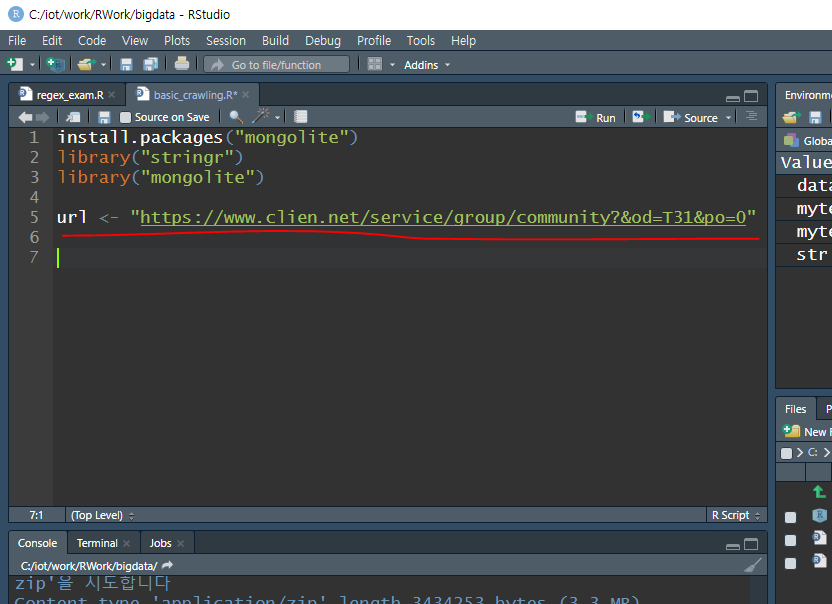 C:/iot/work/RWork/bigdata - RStudio
File Edit Code View Plots Session Build Debug Profile Tools Help
Go to file/function Addins
regex_exam.R basic_crawling.R*
Source on Save Run Source
1 install.packages("mongolite")
2 library("stringr")
3 library("mongolite")
4
5 url <- "https://www.clien.net/service/group/community?&od=T31&po=0"
6
7
7:1 (Top Level) R Script
Console Terminal Jobs
C:/iot/work/RWork/bigdata/
zip'을 시도합니다
Content type 'application/zip' length 3434253 bytes (3.3 MB)
Environm
Globa
Value
data
myte
myte
str
Files P
New F
C: